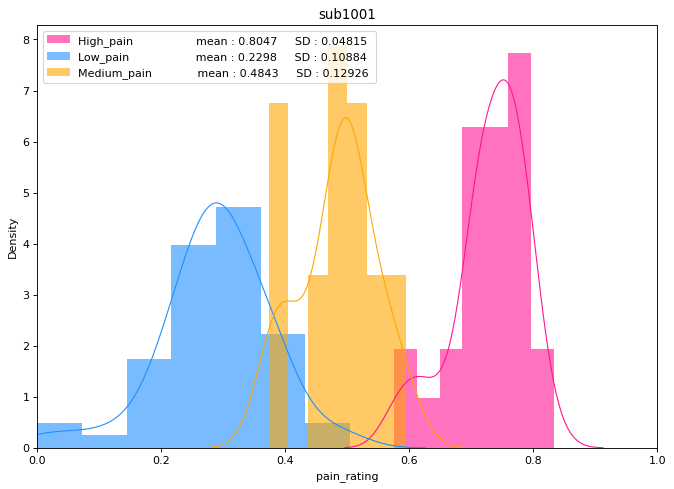 sub1001
High_pain mean : 0.8047 SD : 0.04815
Low_pain mean : 0.2298 SD : 0.10884
Medium_pain mean : 0.4843 SD : 0.12926
8
7
6
5
4
3
2
1
0
Density
0.0 0.2 0.4 0.6 0.8 1.0
pain_rating